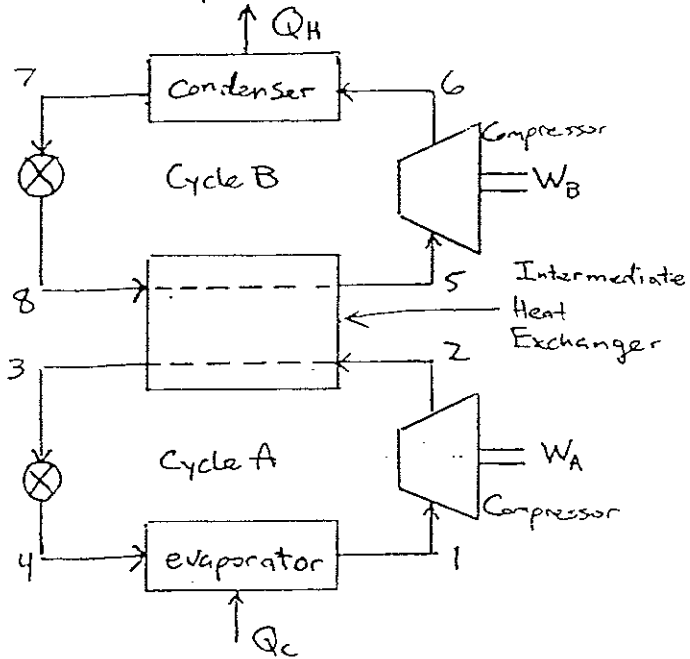 Q_H
7
Condenser
6
Compressor
Cycle B
W_B
8
5
Intermediate
Heat
Exchanger
3
2
Cycle A
W_A
Compressor
4
evaporator
1
Q_C